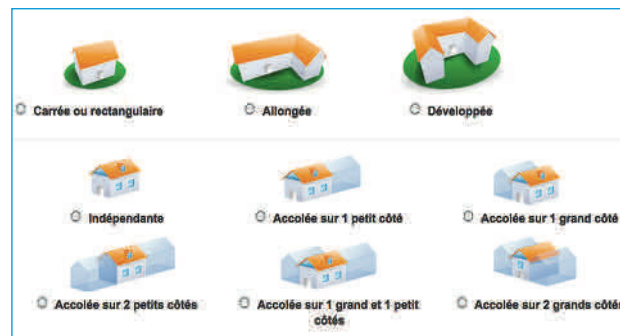 Carrée ou rectangulaire
Allongée
Développée
Indépendante
Accolée sur 1 petit côté
Accolée sur 1 grand côté
Accolée sur 2 petits côtés
Accolée sur 1 grand et 1 petit
côtés
Accolée sur 2 grands côtés